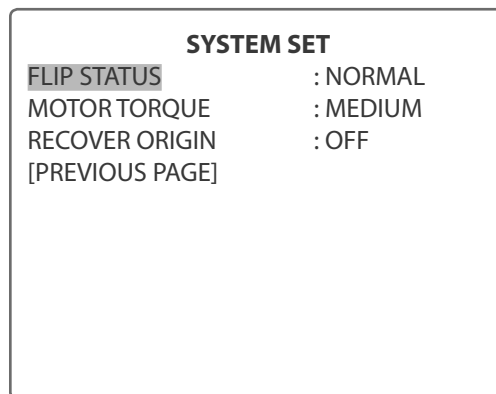 SYSTEM SET
FLIP STATUS : NORMAL
MOTOR TORQUE : MEDIUM
RECOVER ORIGIN : OFF
[PREVIOUS PAGE]